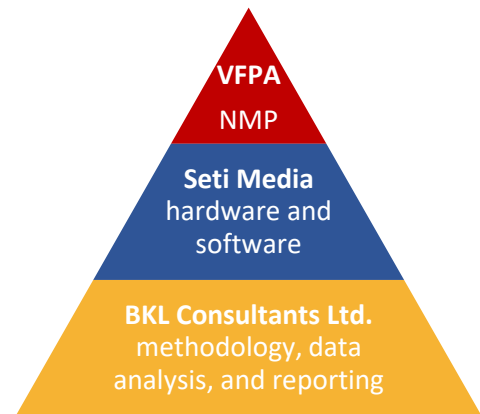 VFPA
NMP
Seti Media
hardware and
software
BKL Consultants Ltd.
methodology, data
analysis, and reporting